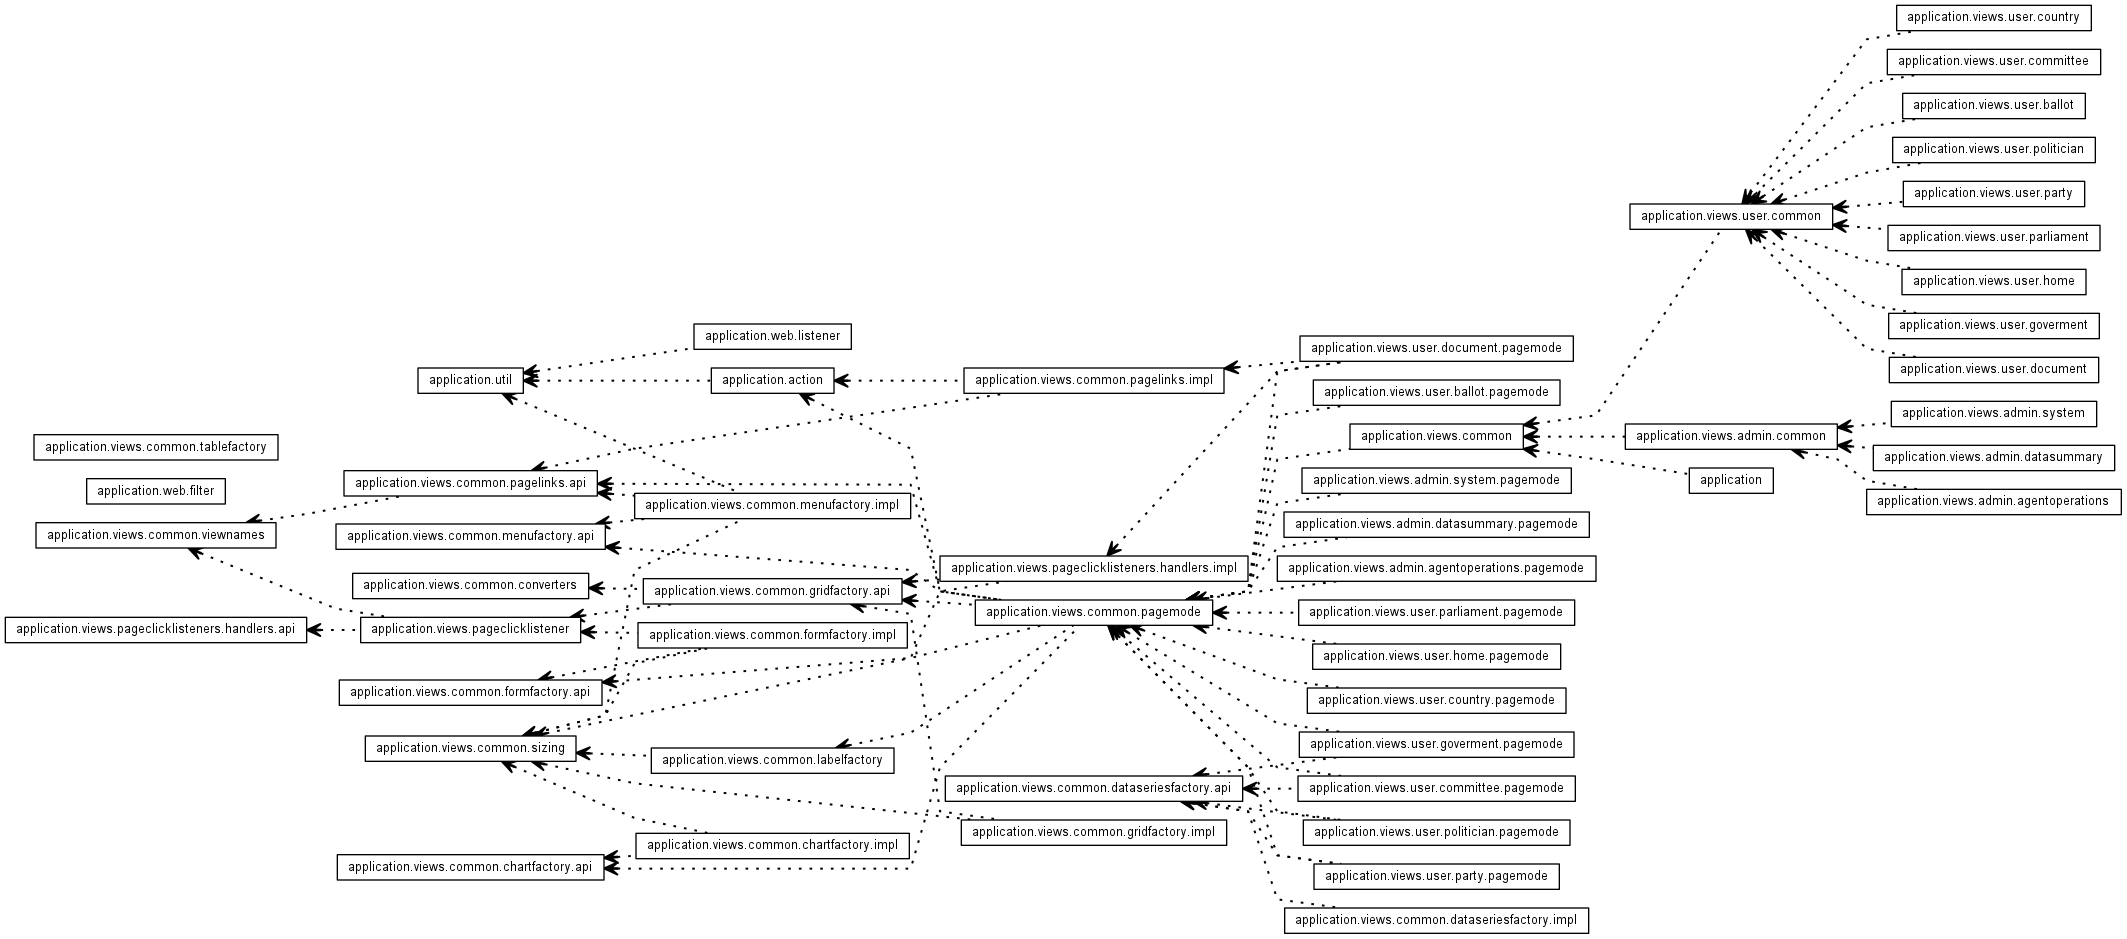 application.views.user.country
application.views.user.committee
application.views.user.ballot
application.views.user.politician
application.views.user.party
application.views.user.common
application.views.user.parliament
application.views.user.home
application.views.user.goverment
application.web.listener
application.views.user.document.pagemode
application.views.user.document
application.util
application.action
application.views.common.pagelinks.impl
application.views.user.ballot.pagemode
application.views.admin.system
application.views.common
application.views.admin.common
application.views.common.tablefactory
application.views.admin.datasummary
application.views.common.pagelinks.api
application.views.admin.system.pagemode
application
application.web.filter
application.views.common.menufactory.impl
application.views.admin.agentoperations
application.views.admin.datasummary.pagemode
application.views.common.viewnames
application.views.common.menufactory.api
application.views.pageclicklisteners.handlers.impl
application.views.admin.agentoperations.pagemode
application.views.common.converters
application.views.common.gridfactory.api
application.views.common.pagemode
application.views.user.parliament.pagemode
application.views.pageclicklisteners.handlers.api
application.views.pageclicklistener
application.views.common.formfactory.impl
application.views.user.home.pagemode
application.views.common.formfactory.api
application.views.user.country.pagemode
application.views.common.sizing
application.views.user.goverment.pagemode
application.views.common.labelfactory
application.views.common.dataseriesfactory.api
application.views.user.committee.pagemode
application.views.common.gridfactory.impl
application.views.user.politician.pagemode
application.views.common.chartfactory.impl
application.views.common.chartfactory.api
application.views.user.party.pagemode
application.views.common.dataseriesfactory.impl